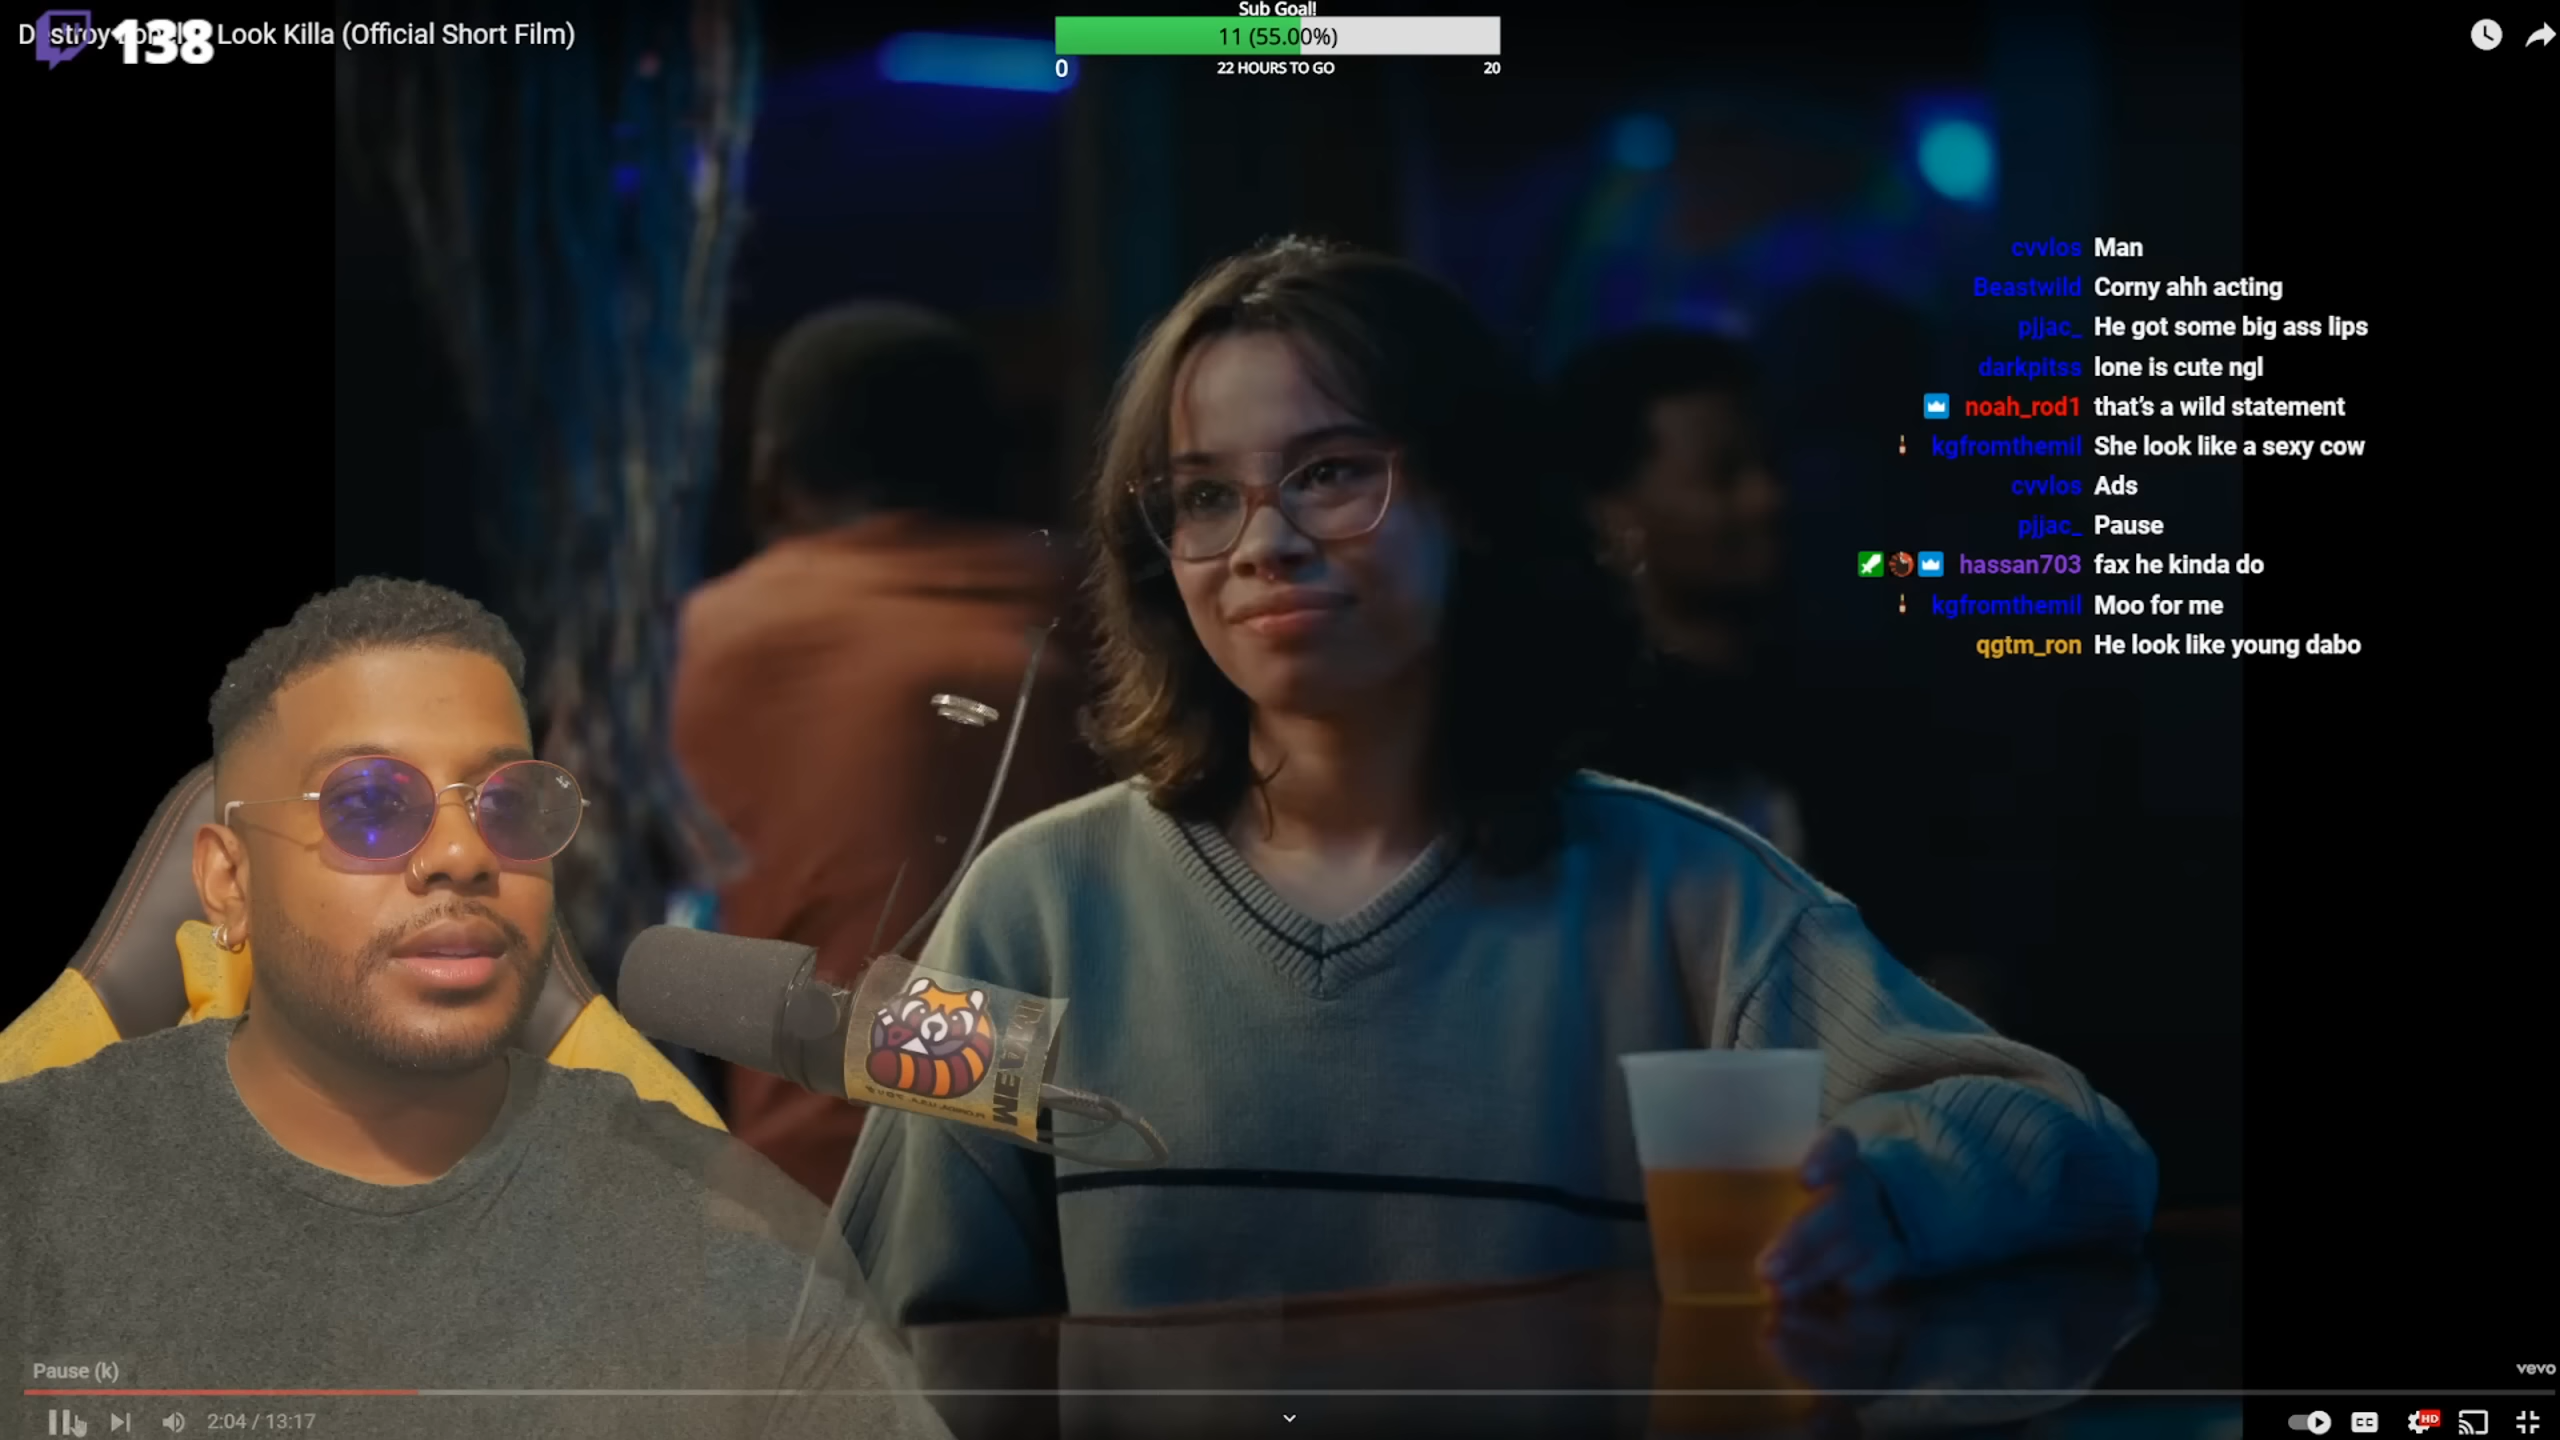 Sub Goal!
138 Look Killa (Official Short Film)
11 (55.00%)
0 22 HOURS TO GO 20
cvvlos Man
Beastwild Corny ahh acting
pjjac_ He got some big ass lips
darkpitss lone is cute ngl
noah_rod1 that's a wild statement
kgfromthemil She look like a sexy cow
cvvlos Ads
pjjac_ Pause
hassan703 fax he kinda do
kgfromthemil Moo for me
qgtm_ron He look like young dabo
Pause (k)
vevo
2:04 / 13:17
CC
HD